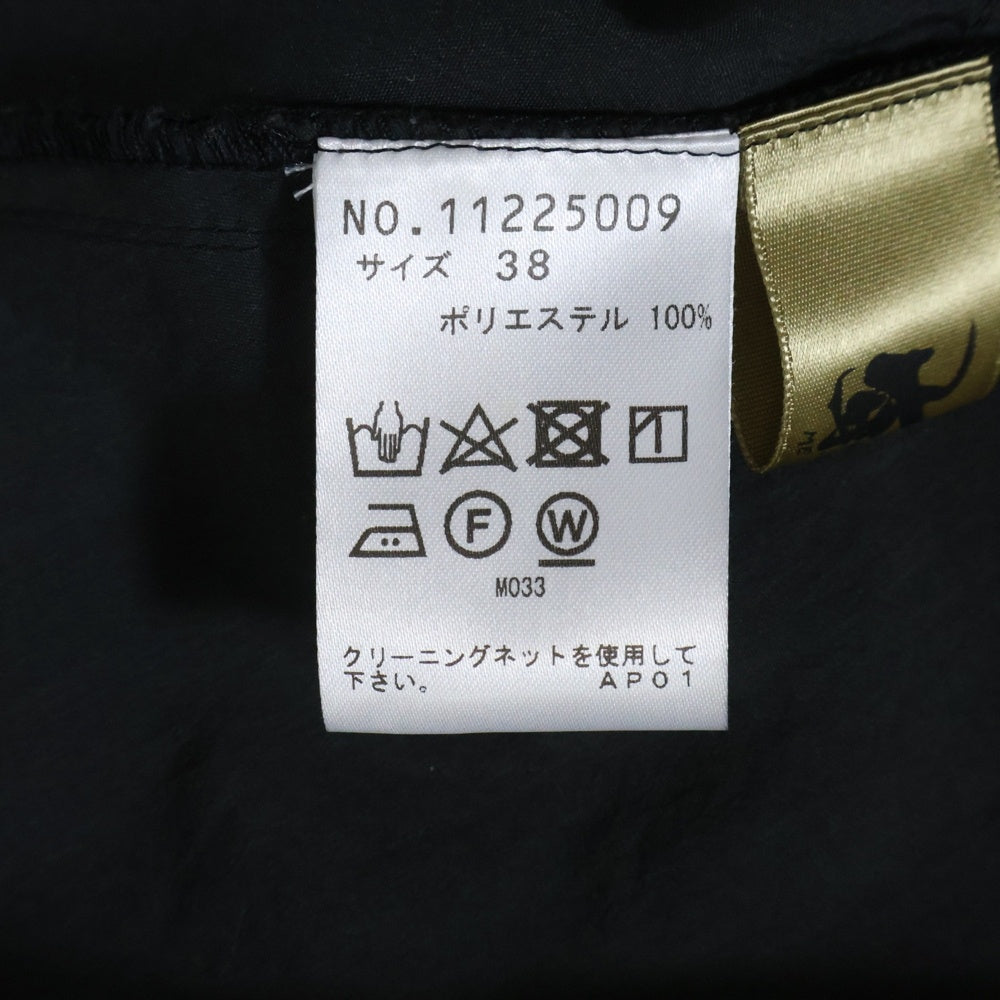 NO.11225009
サイズ 38
ポリエステル 100%
F
W
M033
クリーニングネットを使用して
下さい。 AP01